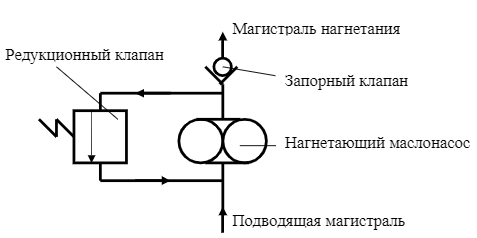 Магистраль нагнетания
Редукционный клапан
Запорный клапан
Нагнетающий маслонасос
Подводящая магистраль